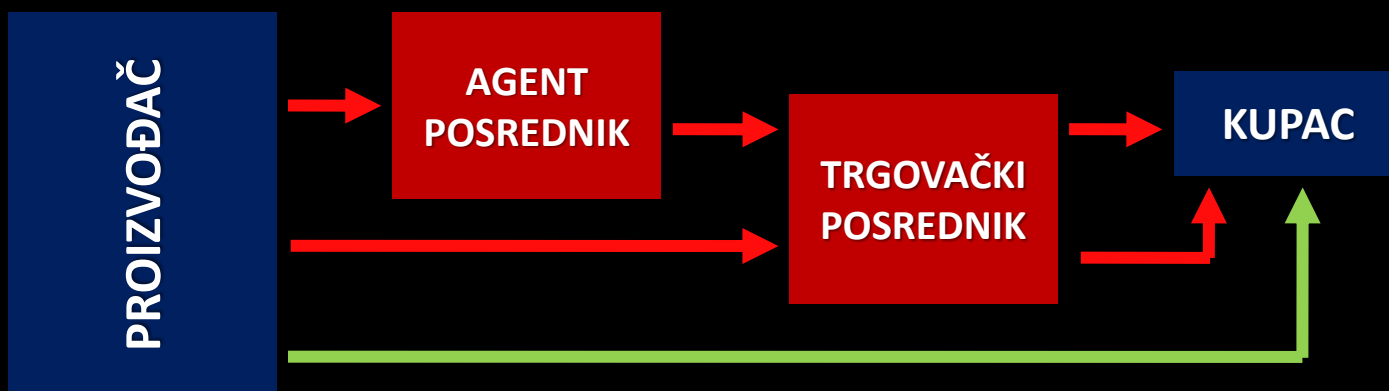 PROIZVOĐAČ
AGENT
POSREDNIK
TRGOVAČKI
POSREDNIK
KUPAC